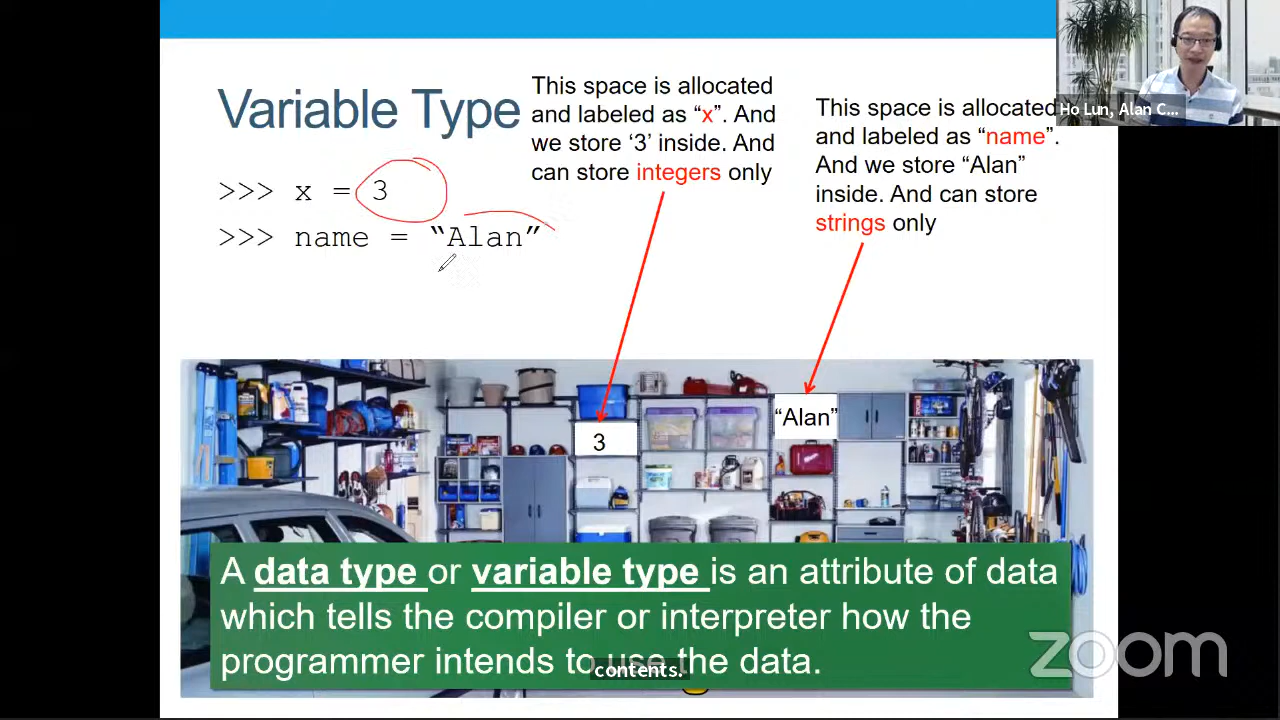 Variable Type
>>> x = 3
>>> name = “Alan”
This space is allocated
and labeled as “x”. And
we store ‘3’ inside. And
can store integers only
This space is allocated
and labeled as “name”.
And we store “Alan”
inside. And can store
strings only
Ho Lun, Alan C...
3
“Alan”
A data type or variable type is an attribute of data
which tells the compiler or interpreter how the
programmer intends to use the data.
contents.
zoom